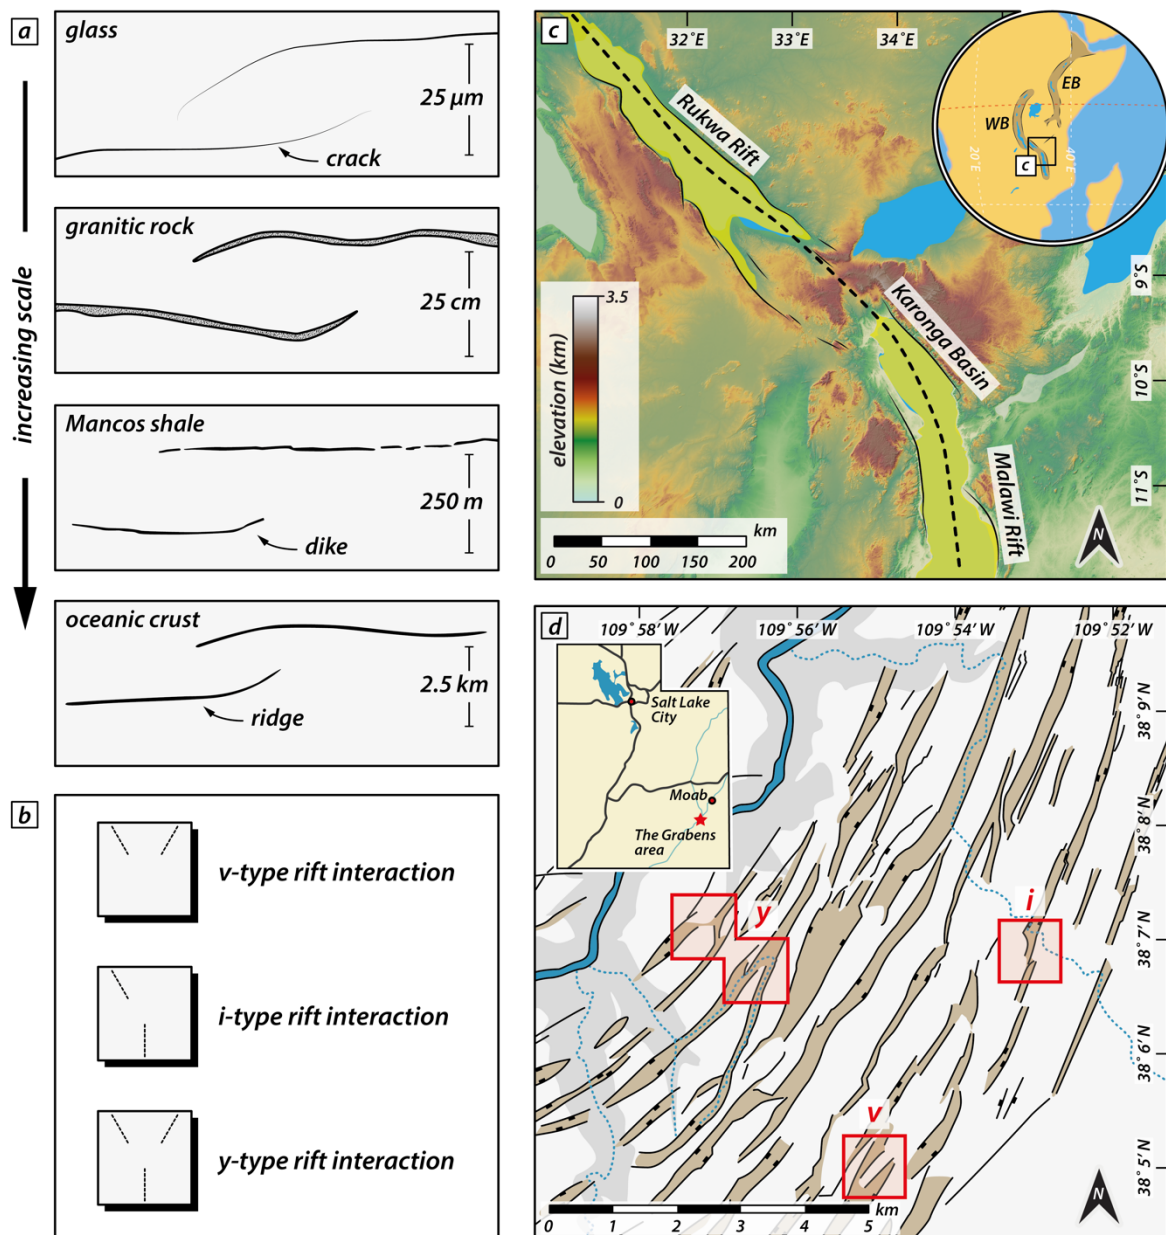 a
glass
25 μm
crack
increasing scale
granitic rock
25 cm
Mancos shale
250 m
dike
oceanic crust
2.5 km
ridge
b
v-type rift interaction
i-type rift interaction
y-type rift interaction
c
32°E
33°E
34°E
EB
WB
20°E
40°E
c
Rukwa Rift
Karonga Basin
Malawi Rift
9°S
10°S
11°S
3.5
elevation (km)
0
km
0 50 100 150 200
N
d
109° 58’ W
109° 56’ W
109° 54’ W
109° 52’ W
Salt Lake
City
Moab
The Grabens
area
38° 9’ N
38° 8’ N
38° 7’ N
38° 6’ N
38° 5’ N
y
i
v
km
0 1 2 3 4 5
N